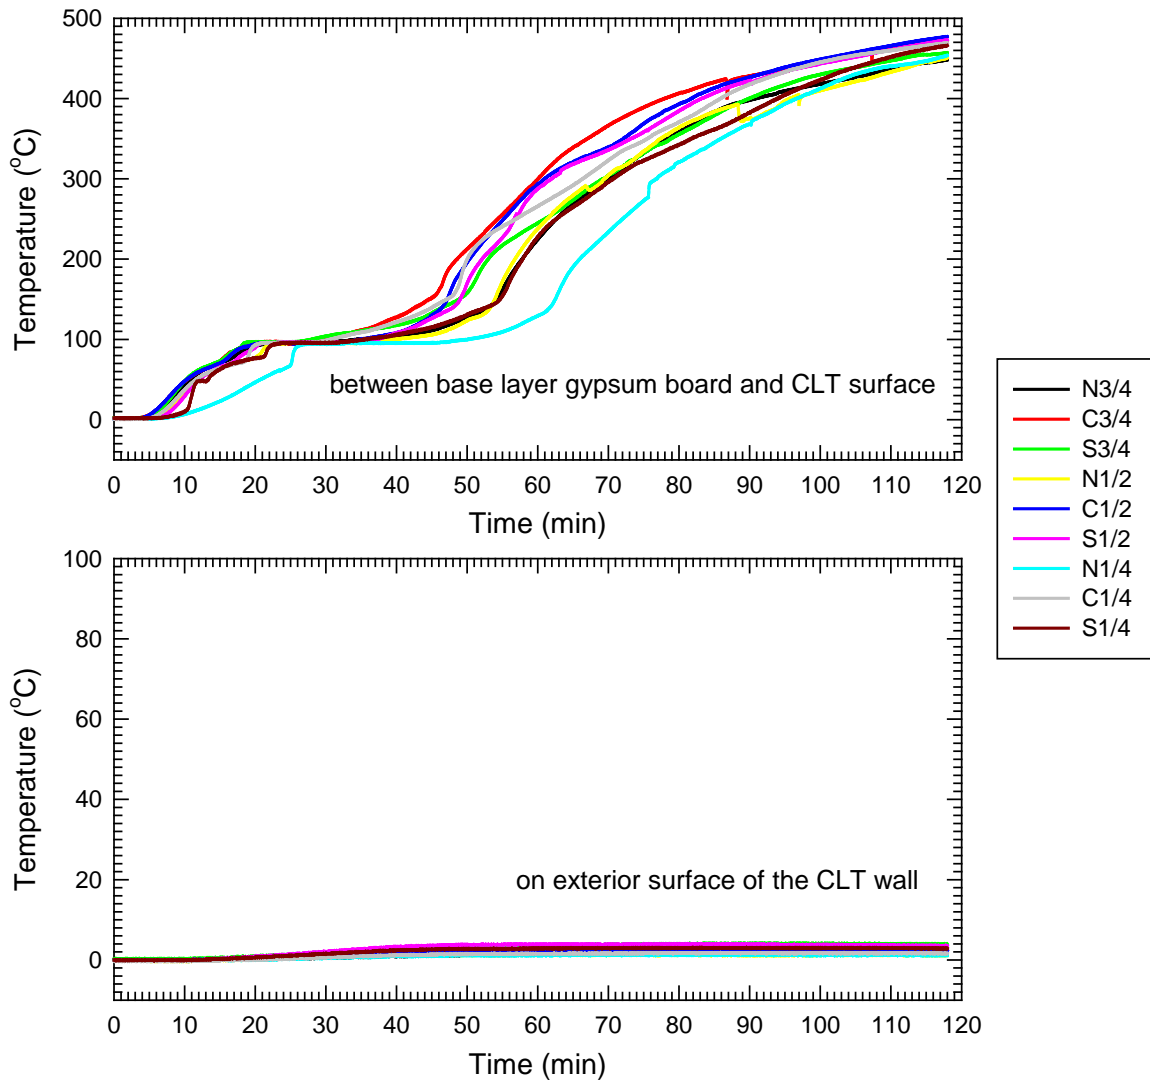 500
400
300
200
100
0
Temperature (°C)
between base layer gypsum board and CLT surface
0 10 20 30 40 50 60 70 80 90 100 110 120
Time (min)
N3/4
C3/4
S3/4
N1/2
C1/2
S1/2
N1/4
C1/4
S1/4
100
80
60
40
20
0
Temperature (°C)
on exterior surface of the CLT wall
0 10 20 30 40 50 60 70 80 90 100 110 120
Time (min)